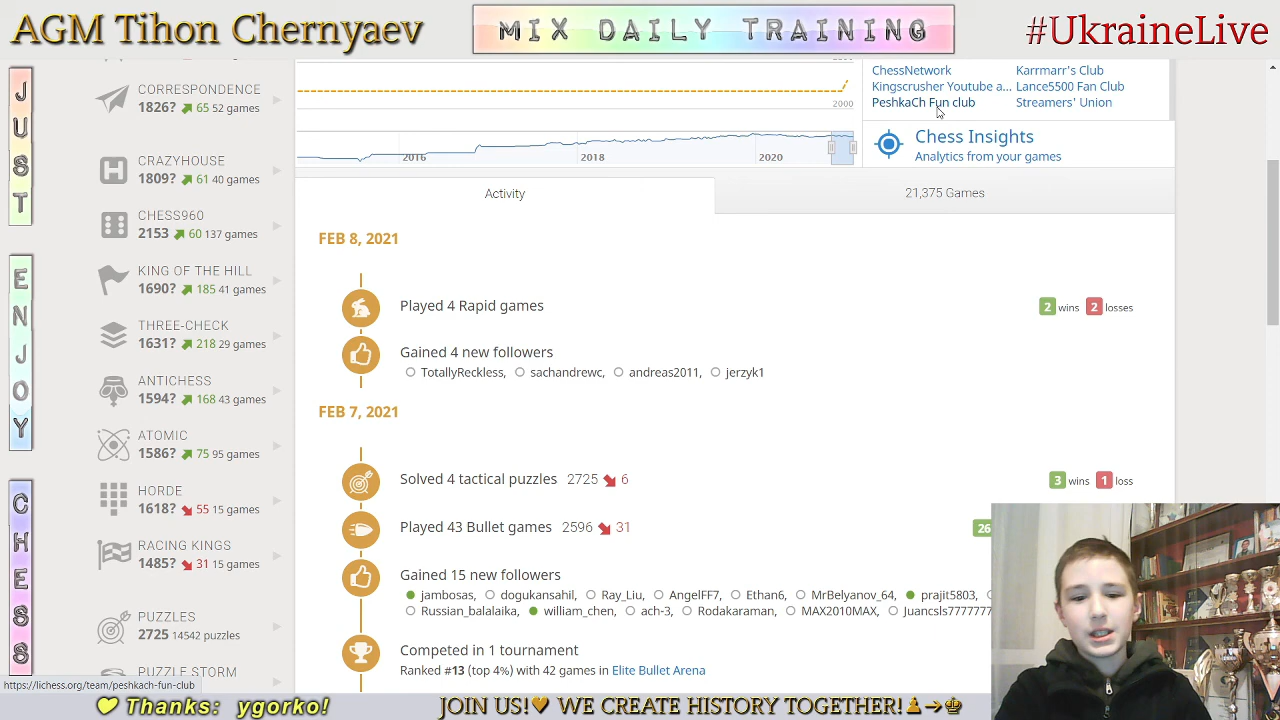 AGM Tihon Chernyaev
MIX DAILY TRAINING
#UkraineLive
JUST
ENJOY
CHESS
CORRESPONDENCE
1826? 65 52 games
CRAZYHOUSE
1809? 61 40 games
CHESS960
2153 60 137 games
KING OF THE HILL
1690? 185 41 games
THREE-CHECK
1631? 218 29 games
ANTICHESS
1594? 168 43 games
ATOMIC
1586? 75 95 games
HORDE
1618? 55 15 games
RACING KINGS
1485? 31 15 games
PUZZLES
2725 14542 puzzles
PUZZLE STORM
https://lichess.org/team/peshkach-fun-club
2000
2016 2018 2020
ChessNetwork Karrmarr's Club
Kingscrusher Youtube a... Lance5500 Fan Club
PeshkaCh Fun club Streamers' Union
Chess Insights
Analytics from your games
Activity 21,375 Games
FEB 8, 2021
Played 4 Rapid games 2 wins 2 losses
Gained 4 new followers
TotallyReckless, sachandrewc, andreas2011, jerzyk1
FEB 7, 2021
Solved 4 tactical puzzles 2725 6 3 wins 1 loss
Played 43 Bullet games 2596 31 26
Gained 15 new followers
jambosas, dogukansahil, Ray_Liu, AngelFF7, Ethan6, MrBelyanov_64, prajit5803,
Russian_balalaika, william_chen, ach-3, Rodakaraman, MAX2010MAX, Juancsls7777777
Competed in 1 tournament
Ranked #13 (top 4%) with 42 games in Elite Bullet Arena
Thanks: ygorko!
JOIN US! WE CREATE HISTORY TOGETHER!